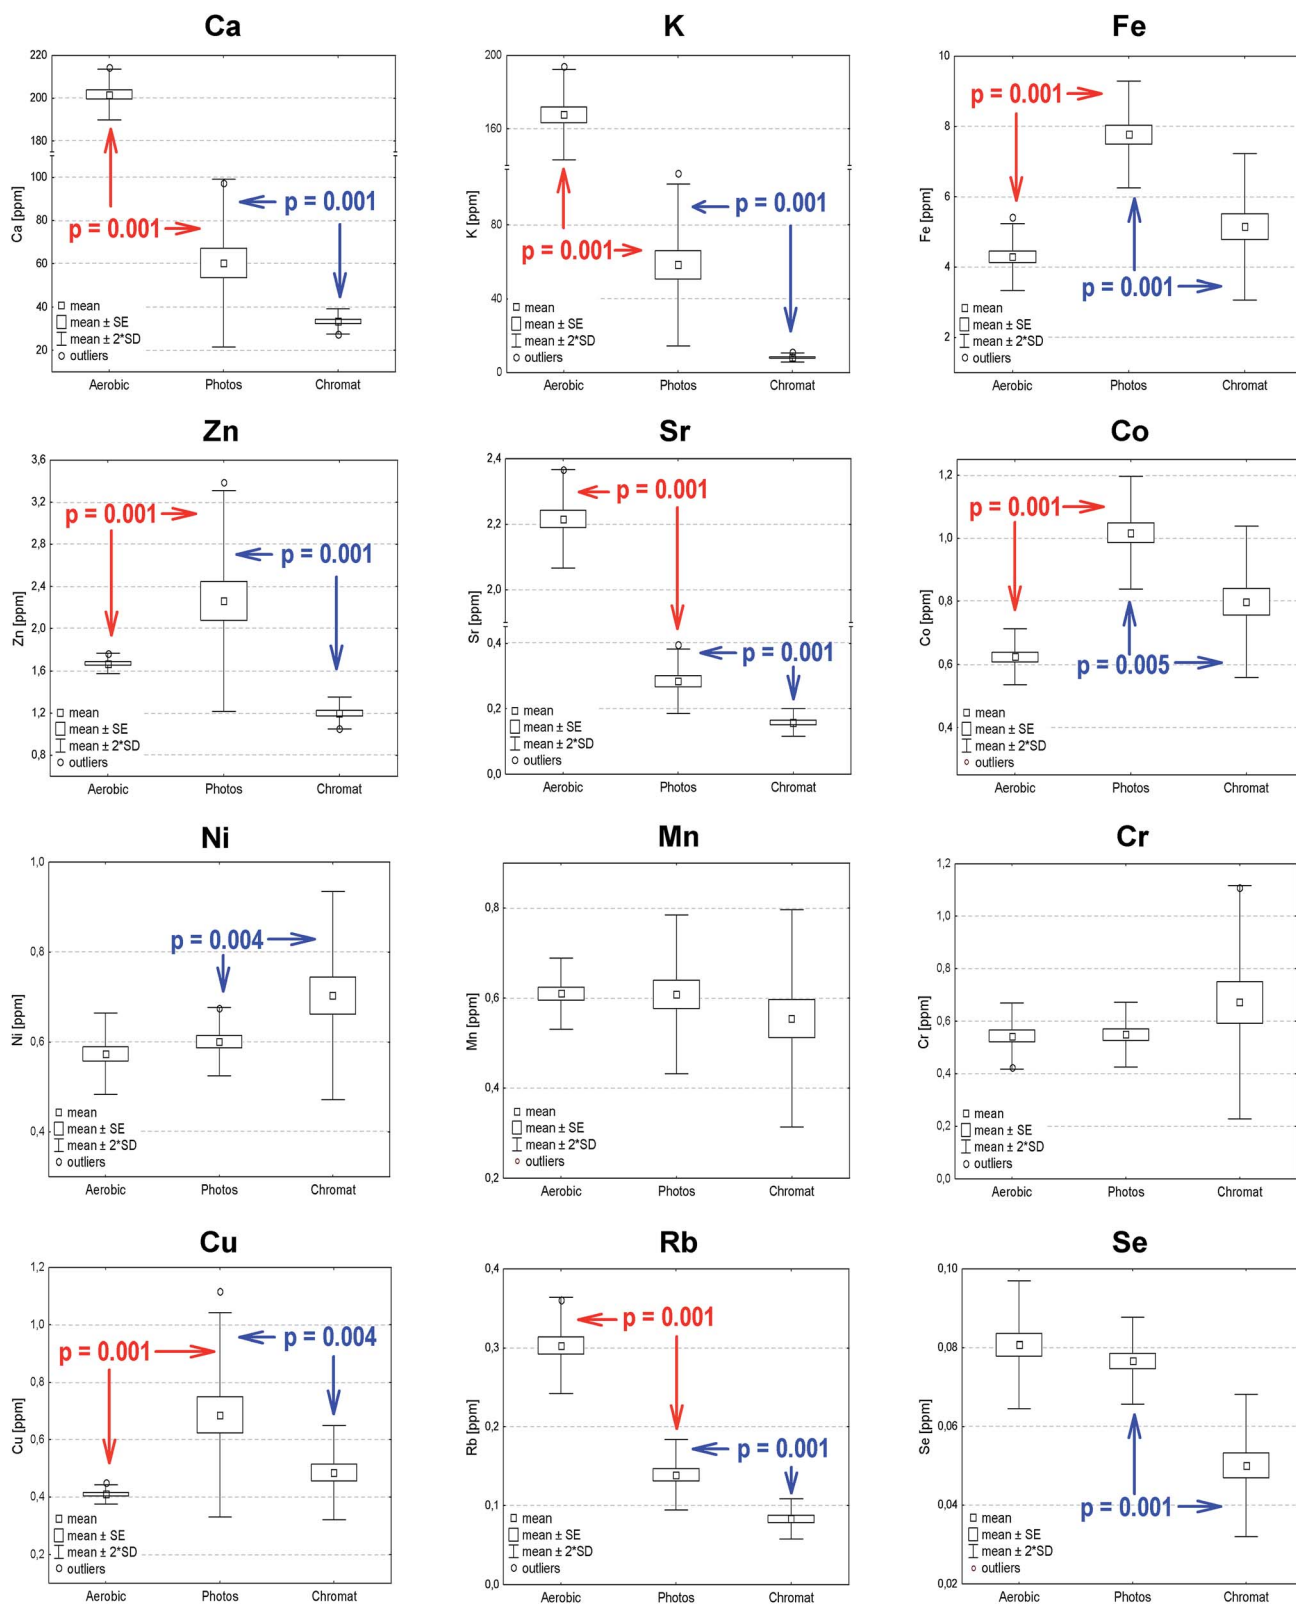 Ca
220
200
180
100
80
60
40
20
Ca [ppm]
p = 0.001
p = 0.001
mean
mean ± SE
mean ± 2*SD
outliers
Aerobic Photos Chromat
K
200
160
80
40
0
K [ppm]
p = 0.001
p = 0.001
mean
mean ± SE
mean ± 2*SD
outliers
Aerobic Photos Chromat
Fe
10
8
6
4
2
Fe [ppm]
p = 0.001
p = 0.001
mean
mean ± SE
mean ± 2*SD
outliers
Aerobic Photos Chromat
Zn
3,6
3,2
2,8
2,4
2,0
1,6
1,2
0,8
Zn [ppm]
p = 0.001
p = 0.001
mean
mean ± SE
mean ± 2*SD
outliers
Aerobic Photos Chromat
Sr
2,4
2,2
2,0
0,4
0,2
0,0
Sr [ppm]
p = 0.001
p = 0.001
mean
mean ± SE
mean ± 2*SD
outliers
Aerobic Photos Chromat
Co
1,2
1,0
0,8
0,6
0,4
Co [ppm]
p = 0.001
p = 0.005
mean
mean ± SE
mean ± 2*SD
outliers
Aerobic Photos Chromat
Ni
1,0
0,8
0,6
0,4
Ni [ppm]
p = 0.004
mean
mean ± SE
mean ± 2*SD
outliers
Aerobic Photos Chromat
Mn
0,8
0,6
0,4
0,2
Mn [ppm]
mean
mean ± SE
mean ± 2*SD
outliers
Aerobic Photos Chromat
Cr
1,2
1,0
0,8
0,6
0,4
0,2
0,0
Cr [ppm]
mean
mean ± SE
mean ± 2*SD
outliers
Aerobic Photos Chromat
Cu
1,2
1,0
0,8
0,6
0,4
0,2
Cu [ppm]
p = 0.004
p = 0.001
mean
mean ± SE
mean ± 2*SD
outliers
Aerobic Photos Chromat
Rb
0,4
0,3
0,2
0,1
0,0
Rb [ppm]
p = 0.001
p = 0.001
mean
mean ± SE
mean ± 2*SD
outliers
Aerobic Photos Chromat
Se
0,10
0,08
0,06
0,04
0,02
Se [ppm]
p = 0.001
mean
mean ± SE
mean ± 2*SD
outliers
Aerobic Photos Chromat